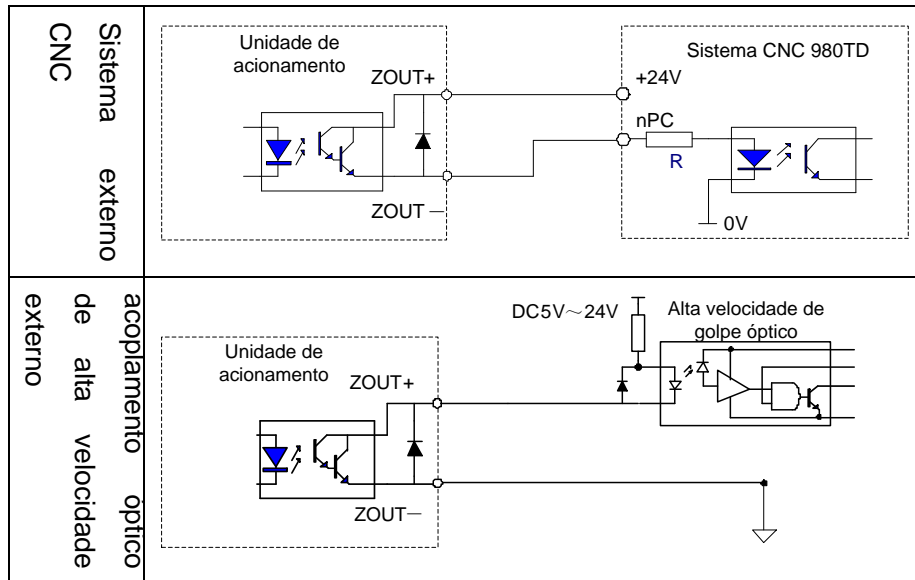 Sistema externo
CNC
Unidade de
acionamento
ZOUT+
ZOUT—
Sistema CNC 980TD
+24V
nPC
R
0V
acoplamento óptico
de alta velocidade
externo
Unidade de
acionamento
ZOUT+
ZOUT—
DC5V～24V
Alta velocidade de
golpe óptico